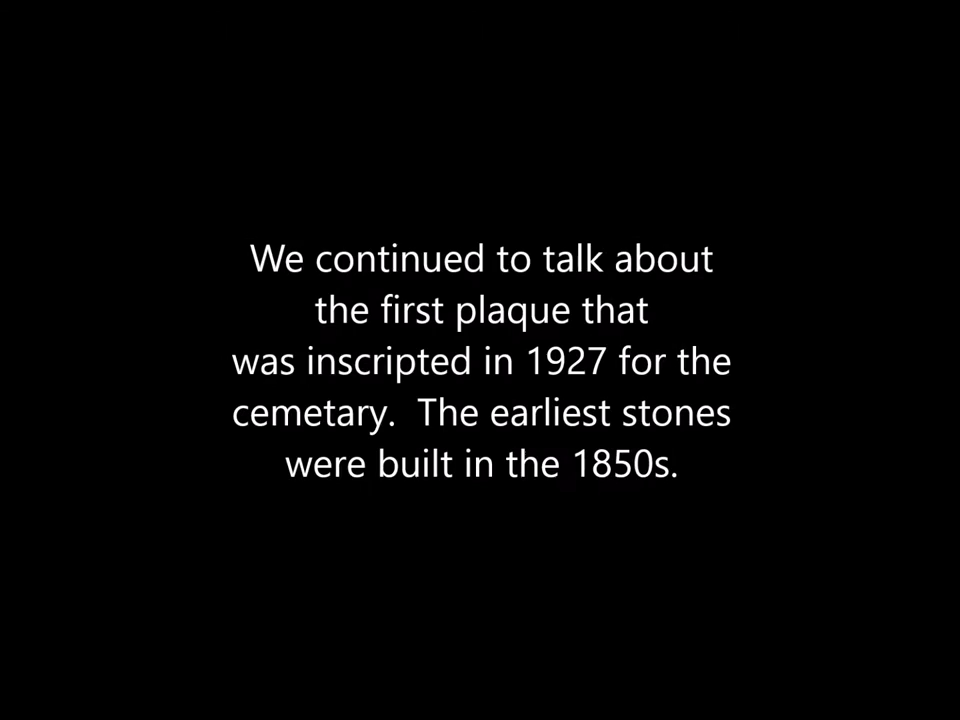 We continued to talk about
the first plaque that
was inscripted in 1927 for the
cemetary.  The earliest stones
were built in the 1850s.